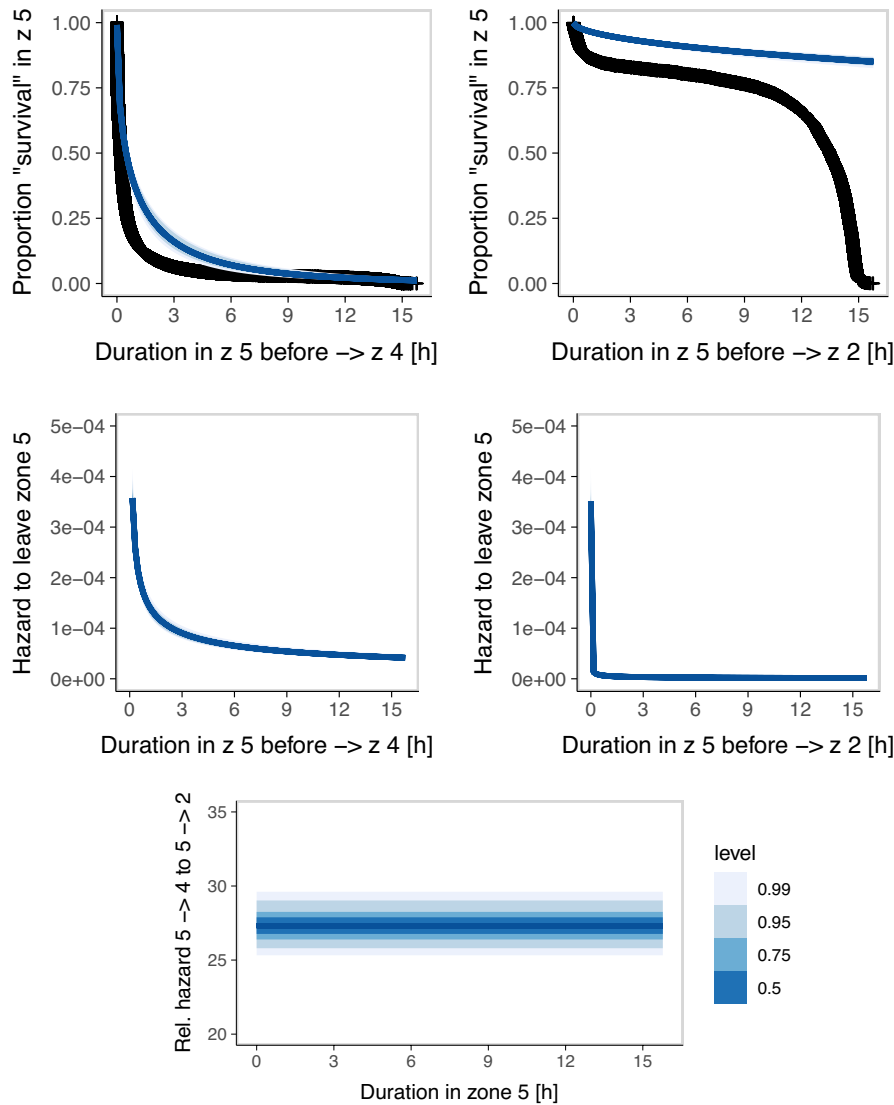 Proportion "survival" in z 5
1.00
0.75
0.50
0.25
0.00
0 3 6 9 12 15
Duration in z 5 before −> z 4 [h]
Proportion "survival" in z 5
1.00
0.75
0.50
0.25
0.00
0 3 6 9 12 15
Duration in z 5 before −> z 2 [h]
Hazard to leave zone 5
5e−04
4e−04
3e−04
2e−04
1e−04
0e+00
0 3 6 9 12 15
Duration in z 5 before −> z 4 [h]
Hazard to leave zone 5
5e−04
4e−04
3e−04
2e−04
1e−04
0e+00
0 3 6 9 12 15
Duration in z 5 before −> z 2 [h]
Rel. hazard 5 −> 4 to 5 −> 2
35
30
25
20
0 3 6 9 12 15
Duration in zone 5 [h]
level
0.99
0.95
0.75
0.5